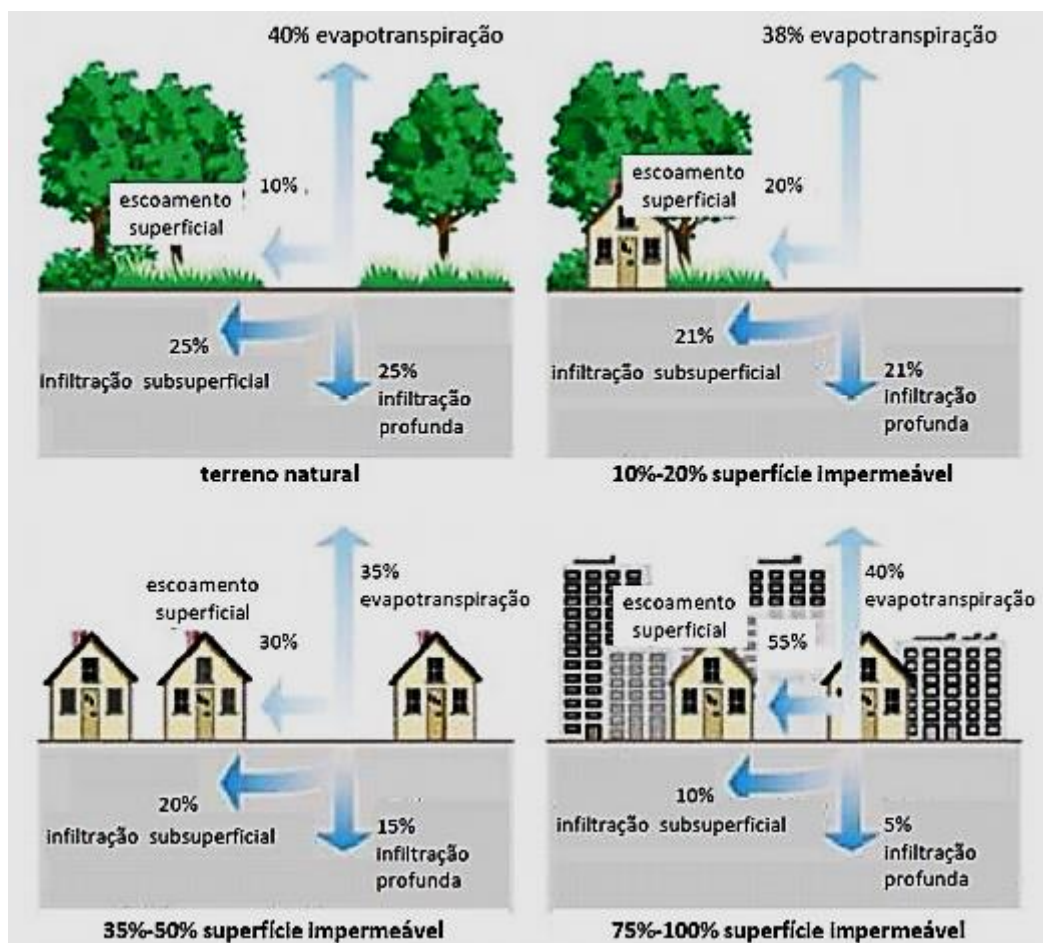 40% evapotranspiração
10%
escoamento
superficial
25%
infiltração subsuperficial
25%
infiltração
profunda
terreno natural
38% evapotranspiração
20%
escoamento
superficial
21%
infiltração subsuperficial
21%
infiltração
profunda
10%-20% superfície impermeável
35%
evapotranspiração
escoamento
superficial
30%
20%
infiltração subsuperficial
15%
infiltração
profunda
35%-50% superfície impermeável
40%
evapotranspiração
escoamento
superficial
55%
10%
infiltração subsuperficial
5%
infiltração
profunda
75%-100% superfície impermeável